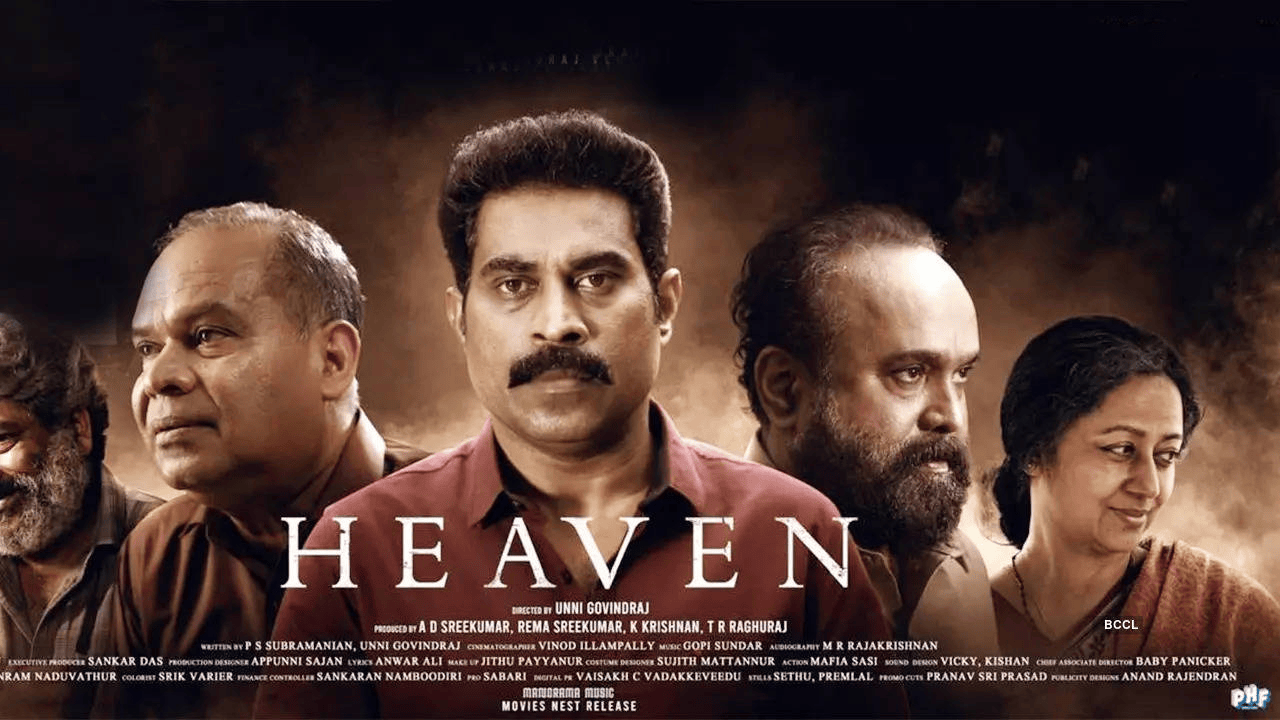 HEAVEN
DIRECTED BY UNNI GOVINDRAJ
PRODUCED BY A D SREEKUMAR, REMA SREEKUMAR, K KRISHNAN, T R RAGHURAJ
WRITTEN BY P S SUBRAMANIAN, UNNI GOVINDRAJ CINEMATOGRAPHER VINOD ILLAMPALLY MUSIC GOPI SUNDAR AUDIOGRAPHY M R RAJAKRISHNAN
EXECUTIVE PRODUCER SANKAR DAS PRODUCTION DESIGNER APPUNNI SAJAN LYRICS ANWAR ALI MAKE UP JITHU PAYYANUR COSTUME DESIGNER SUJITH MATTANNUR ACTION MAFIA SASI SOUND DESIGN VICKY, KISHAN CHIEF ASSOCIATE DIRECTOR BABY PANICKER
NRAM NADUVATHUR COLORIST SRIK VARIER FINANCE CONTROLLER SANKARAN NAMBOODIRI PRO SABARI DIGITAL PR VAISAKH C VADAKKEVEEDU STILLS SETHU, PREMLAL PROMO CUTS PRANAV SRI PRASAD PUBLICITY DESIGNS ANAND RAJENDRAN
MANORAMA MUSIC
MOVIES NEST RELEASE
BCCL
PHF